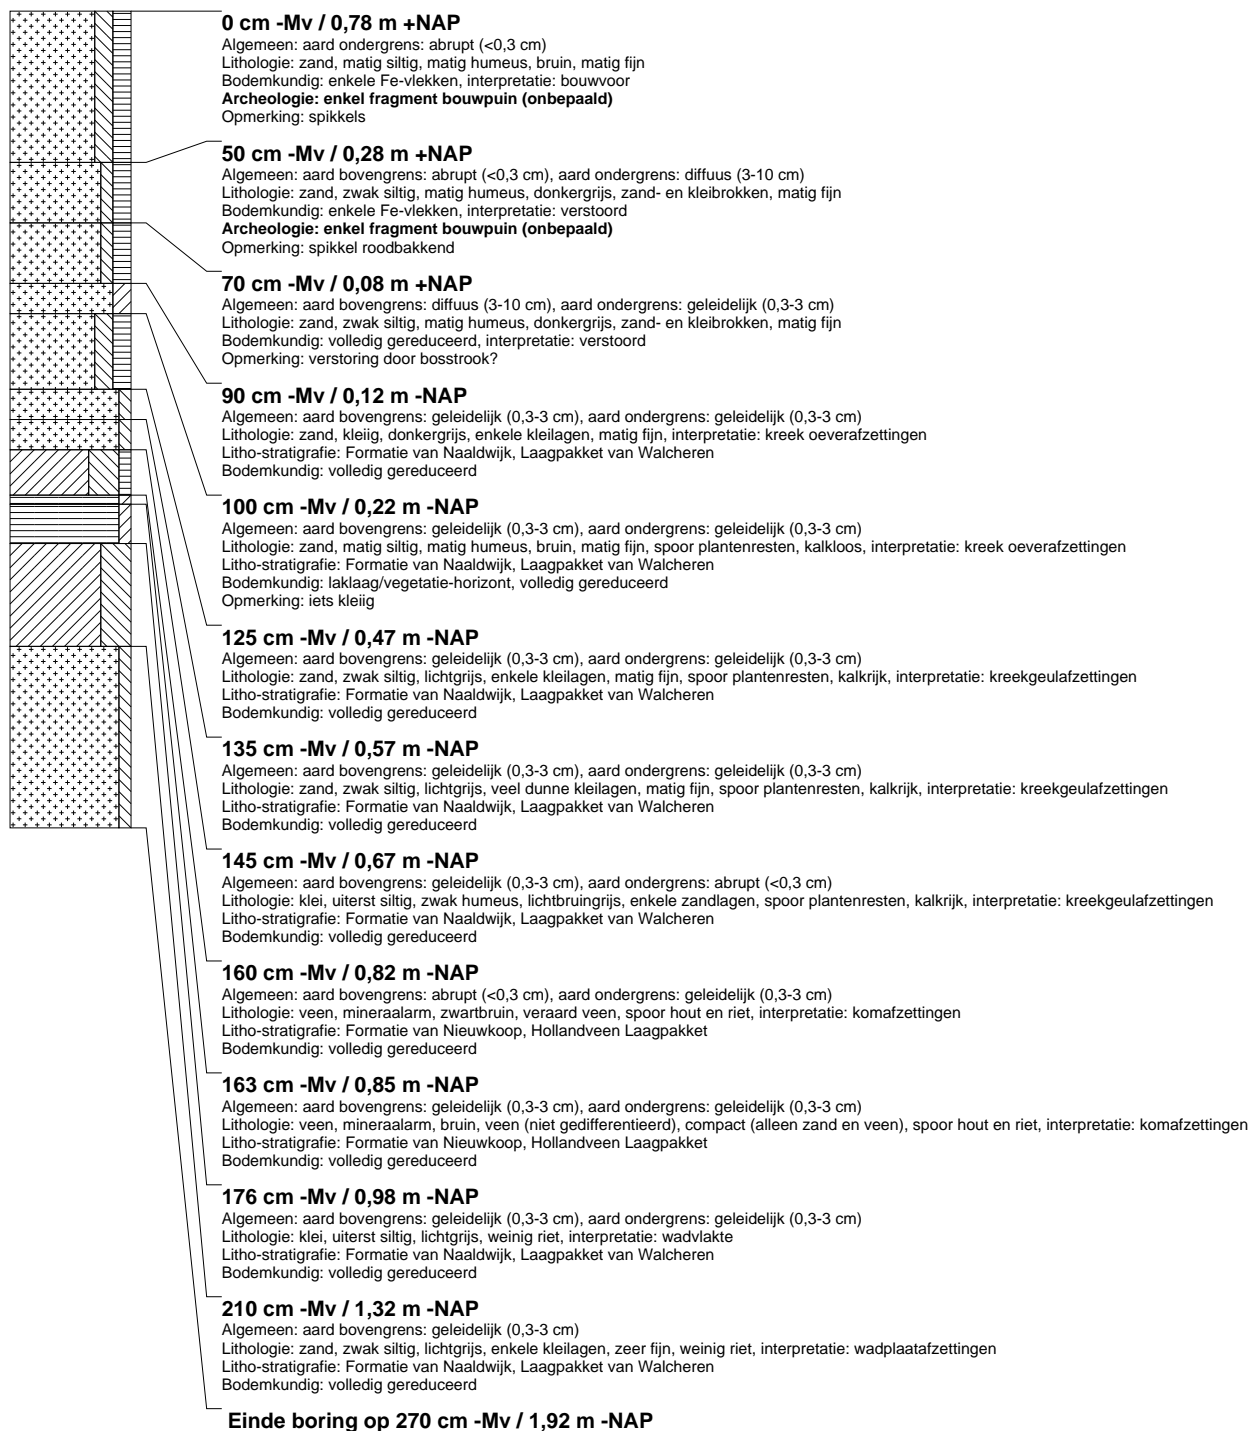 0 cm -Mv / 0,78 m +NAP
Algemeen: aard ondergrens: abrupt (<0,3 cm)
Lithologie: zand, matig siltig, matig humeus, bruin, matig fijn
Bodemkundig: enkele Fe-vlekken, interpretatie: bouwvoor
Archeologie: enkel fragment bouwpuin (onbepaald)
Opmerking: spikkels
50 cm -Mv / 0,28 m +NAP
Algemeen: aard bovengrens: abrupt (<0,3 cm), aard ondergrens: diffuus (3-10 cm)
Lithologie: zand, zwak siltig, matig humeus, donkergrijs, zand- en kleibrokken, matig fijn
Bodemkundig: enkele Fe-vlekken, interpretatie: verstoord
Archeologie: enkel fragment bouwpuin (onbepaald)
Opmerking: spikkel roodbakkend
70 cm -Mv / 0,08 m +NAP
Algemeen: aard bovengrens: diffuus (3-10 cm), aard ondergrens: geleidelijk (0,3-3 cm)
Lithologie: zand, zwak siltig, matig humeus, donkergrijs, zand- en kleibrokken, matig fijn
Bodemkundig: volledig gereduceerd, interpretatie: verstoord
Opmerking: verstoring door bosstrook?
90 cm -Mv / 0,12 m -NAP
Algemeen: aard bovengrens: geleidelijk (0,3-3 cm), aard ondergrens: geleidelijk (0,3-3 cm)
Lithologie: zand, kleiig, donkergrijs, enkele kleilagen, matig fijn, interpretatie: kreek oeverafzettingen
Litho-stratigrafie: Formatie van Naaldwijk, Laagpakket van Walcheren
Bodemkundig: volledig gereduceerd
100 cm -Mv / 0,22 m -NAP
Algemeen: aard bovengrens: geleidelijk (0,3-3 cm), aard ondergrens: geleidelijk (0,3-3 cm)
Lithologie: zand, matig siltig, matig humeus, bruin, matig fijn, spoor plantenresten, kalkloos, interpretatie: kreek oeverafzettingen
Litho-stratigrafie: Formatie van Naaldwijk, Laagpakket van Walcheren
Bodemkundig: laklaag/vegetatie-horizont, volledig gereduceerd
Opmerking: iets kleiig
125 cm -Mv / 0,47 m -NAP
Algemeen: aard bovengrens: geleidelijk (0,3-3 cm), aard ondergrens: geleidelijk (0,3-3 cm)
Lithologie: zand, zwak siltig, lichtgrijs, enkele kleilagen, matig fijn, spoor plantenresten, kalkrijk, interpretatie: kreekgeulafzettingen
Litho-stratigrafie: Formatie van Naaldwijk, Laagpakket van Walcheren
Bodemkundig: volledig gereduceerd
135 cm -Mv / 0,57 m -NAP
Algemeen: aard bovengrens: geleidelijk (0,3-3 cm), aard ondergrens: geleidelijk (0,3-3 cm)
Lithologie: zand, zwak siltig, lichtgrijs, veel dunne kleilagen, matig fijn, spoor plantenresten, kalkrijk, interpretatie: kreekgeulafzettingen
Litho-stratigrafie: Formatie van Naaldwijk, Laagpakket van Walcheren
Bodemkundig: volledig gereduceerd
145 cm -Mv / 0,67 m -NAP
Algemeen: aard bovengrens: geleidelijk (0,3-3 cm), aard ondergrens: abrupt (<0,3 cm)
Lithologie: klei, uiterst siltig, zwak humeus, lichtbruingrijs, enkele zandlagen, spoor plantenresten, kalkrijk, interpretatie: kreekgeulafzettingen
Litho-stratigrafie: Formatie van Naaldwijk, Laagpakket van Walcheren
Bodemkundig: volledig gereduceerd
160 cm -Mv / 0,82 m -NAP
Algemeen: aard bovengrens: abrupt (<0,3 cm), aard ondergrens: geleidelijk (0,3-3 cm)
Lithologie: veen, mineraalarm, zwartbruin, veraard veen, spoor hout en riet, interpretatie: komafzettingen
Litho-stratigrafie: Formatie van Nieuwkoop, Hollandveen Laagpakket
Bodemkundig: volledig gereduceerd
163 cm -Mv / 0,85 m -NAP
Algemeen: aard bovengrens: geleidelijk (0,3-3 cm), aard ondergrens: geleidelijk (0,3-3 cm)
Lithologie: veen, mineraalarm, bruin, veen (niet gedifferentieerd), compact (alleen zand en veen), spoor hout en riet, interpretatie: komafzettingen
Litho-stratigrafie: Formatie van Nieuwkoop, Hollandveen Laagpakket
Bodemkundig: volledig gereduceerd
176 cm -Mv / 0,98 m -NAP
Algemeen: aard bovengrens: geleidelijk (0,3-3 cm), aard ondergrens: geleidelijk (0,3-3 cm)
Lithologie: klei, uiterst siltig, lichtgrijs, weinig riet, interpretatie: wadvlakte
Litho-stratigrafie: Formatie van Naaldwijk, Laagpakket van Walcheren
Bodemkundig: volledig gereduceerd
210 cm -Mv / 1,32 m -NAP
Algemeen: aard bovengrens: geleidelijk (0,3-3 cm)
Lithologie: zand, zwak siltig, lichtgrijs, enkele kleilagen, zeer fijn, weinig riet, interpretatie: wadplaatafzettingen
Litho-stratigrafie: Formatie van Naaldwijk, Laagpakket van Walcheren
Bodemkundig: volledig gereduceerd
Einde boring op 270 cm -Mv / 1,92 m -NAP